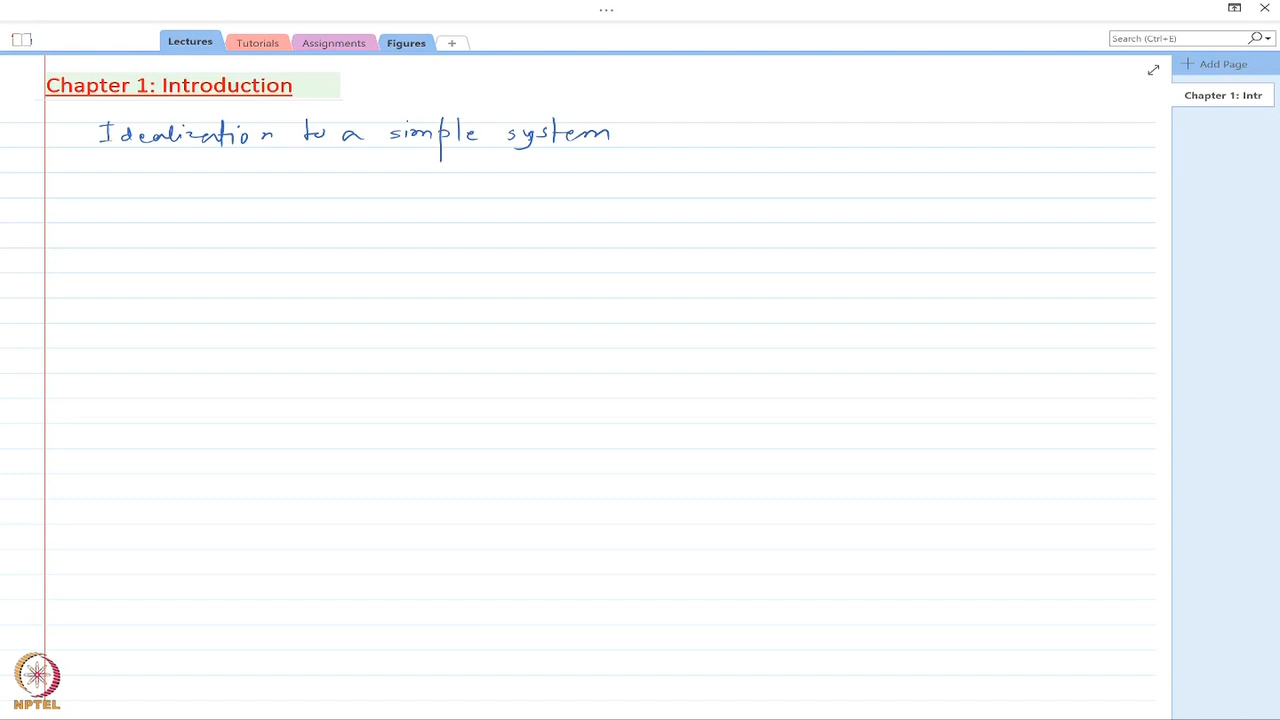 ...
Lectures Tutorials Assignments Figures +
Search (Ctrl+E)
Add Page
Chapter 1: Introduction
Chapter 1: Intr
Idealization to a simple system
NPTEL